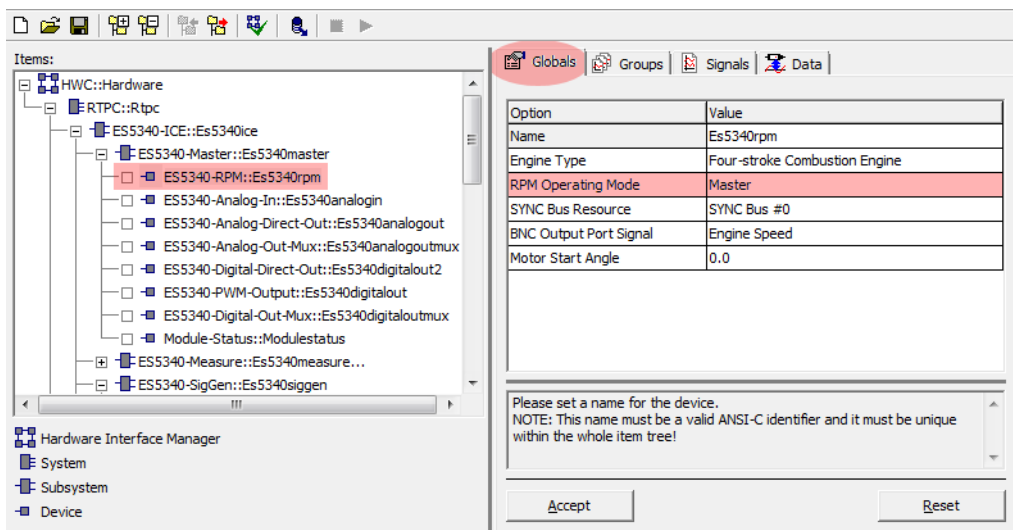 Items:
HWC::Hardware
RTPC::Rtpc
ES5340-ICE::Es5340ice
ES5340-Master::Es5340master
ES5340-RPM::Es5340rpm
ES5340-Analog-In::Es5340analogin
ES5340-Analog-Direct-Out::Es5340analogout
ES5340-Analog-Out-Mux::Es5340analogoutmux
ES5340-Digital-Direct-Out::Es5340digitalout2
ES5340-PWM-Output::Es5340digitalout
ES5340-Digital-Out-Mux::Es5340digitaloutmux
Module-Status::Modulestatus
ES5340-Measure::Es5340measure...
ES5340-SigGen::Es5340siggen
Hardware Interface Manager
System
Subsystem
Device
Globals Groups Signals Data
Option Value
Name Es5340rpm
Engine Type Four-stroke Combustion Engine
RPM Operating Mode Master
SYNC Bus Resource SYNC Bus #0
BNC Output Port Signal Engine Speed
Motor Start Angle 0.0
Please set a name for the device.
NOTE: This name must be a valid ANSI-C identifier and it must be unique
within the whole item tree!
Accept Reset